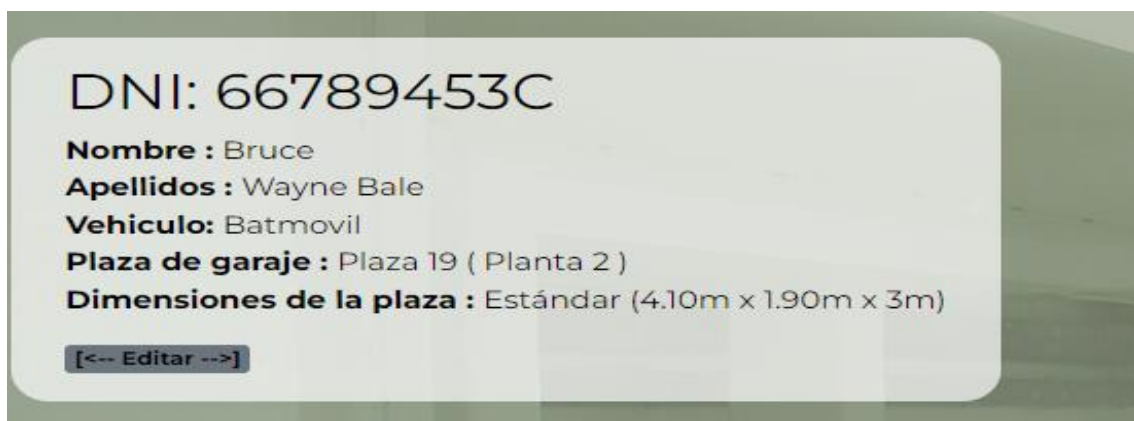 DNI: 66789453C
Nombre : Bruce
Apellidos : Wayne Bale
Vehiculo: Batmovil
Plaza de garaje : Plaza 19 ( Planta 2 )
Dimensiones de la plaza : Estándar (4.10m x 1.90m x 3m)
[<-- Editar -->]